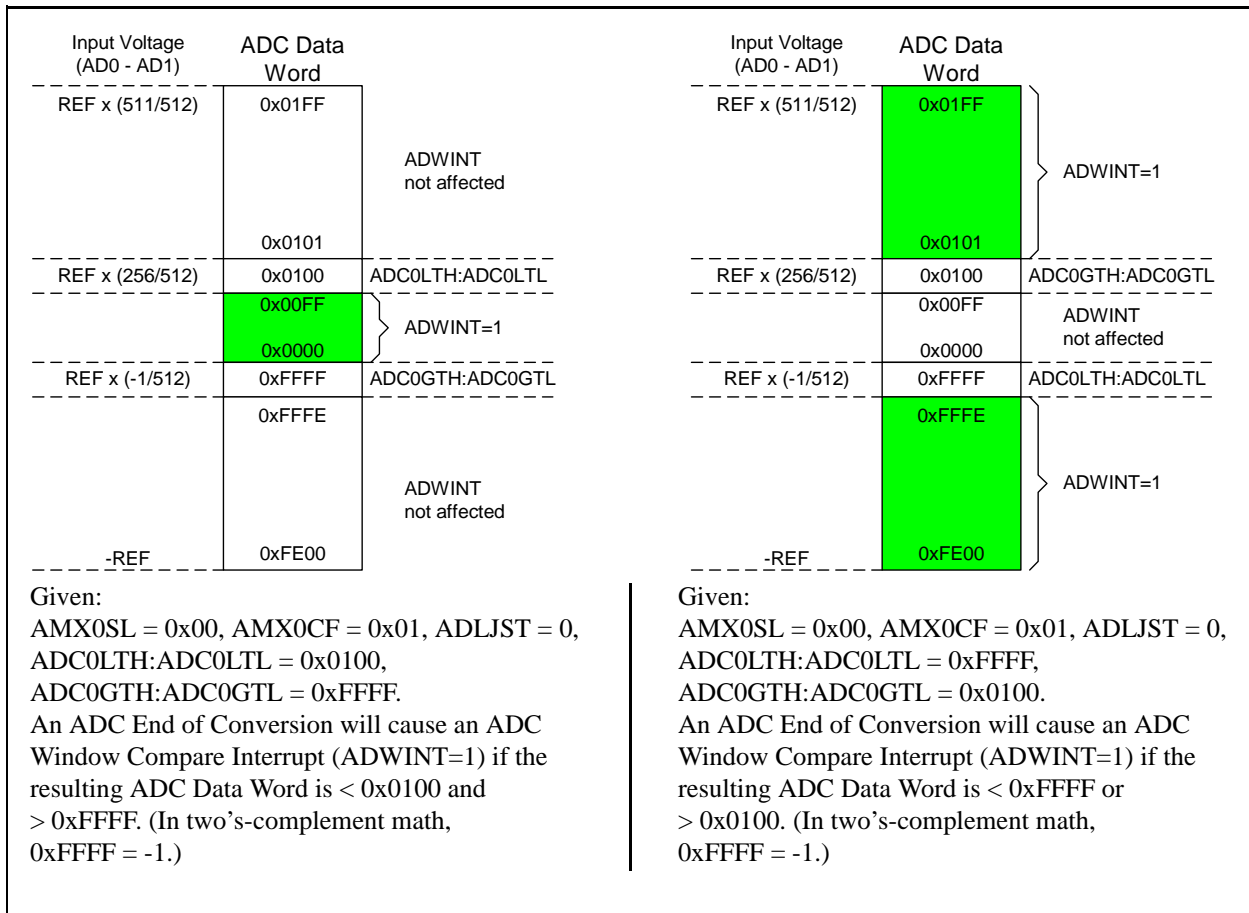 Input Voltage
(AD0 - AD1)
ADC Data
Word
REF x (511/512)
0x01FF
ADWINT
not affected
0x0101
REF x (256/512)
0x0100
ADC0LTH:ADC0LTL
0x00FF
ADWINT=1
0x0000
REF x (-1/512)
0xFFFF
ADC0GTH:ADC0GTL
0xFFFE
ADWINT
not affected
-REF
0xFE00
Given:
AMX0SL = 0x00, AMX0CF = 0x01, ADLJST = 0,
ADC0LTH:ADC0LTL = 0x0100,
ADC0GTH:ADC0GTL = 0xFFFF.
An ADC End of Conversion will cause an ADC
Window Compare Interrupt (ADWINT=1) if the
resulting ADC Data Word is < 0x0100 and
> 0xFFFF. (In two's-complement math,
0xFFFF = -1.)
Input Voltage
(AD0 - AD1)
ADC Data
Word
REF x (511/512)
0x01FF
ADWINT=1
0x0101
REF x (256/512)
0x0100
ADC0GTH:ADC0GTL
0x00FF
ADWINT
not affected
0x0000
REF x (-1/512)
0xFFFF
ADC0LTH:ADC0LTL
0xFFFE
ADWINT=1
-REF
0xFE00
Given:
AMX0SL = 0x00, AMX0CF = 0x01, ADLJST = 0,
ADC0LTH:ADC0LTL = 0xFFFF,
ADC0GTH:ADC0GTL = 0x0100.
An ADC End of Conversion will cause an ADC
Window Compare Interrupt (ADWINT=1) if the
resulting ADC Data Word is < 0xFFFF or
> 0x0100. (In two's-complement math,
0xFFFF = -1.)